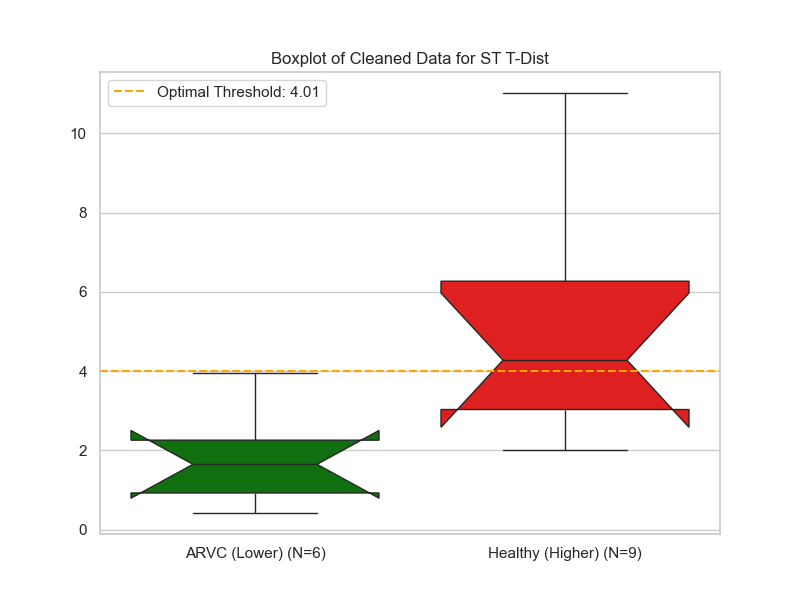 Boxplot of Cleaned Data for ST T-Dist
Optimal Threshold: 4.01
10
8
6
4
2
0
ARVC (Lower) (N=6)
Healthy (Higher) (N=9)